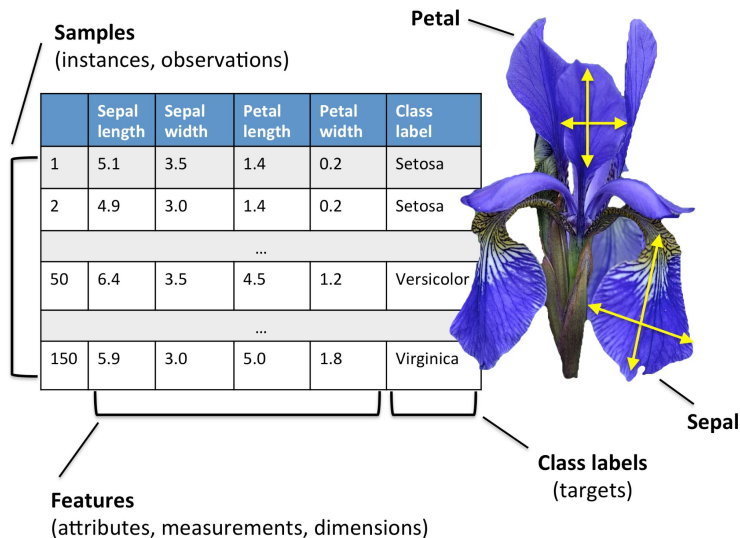 Samples
(instances, observations)
Petal
Sepal length Sepal width Petal length Petal width Class label
1 5.1 3.5 1.4 0.2 Setosa
2 4.9 3.0 1.4 0.2 Setosa
...
50 6.4 3.5 4.5 1.2 Versicolor
...
150 5.9 3.0 5.0 1.8 Virginica
Sepal
Class labels
(targets)
Features
(attributes, measurements, dimensions)